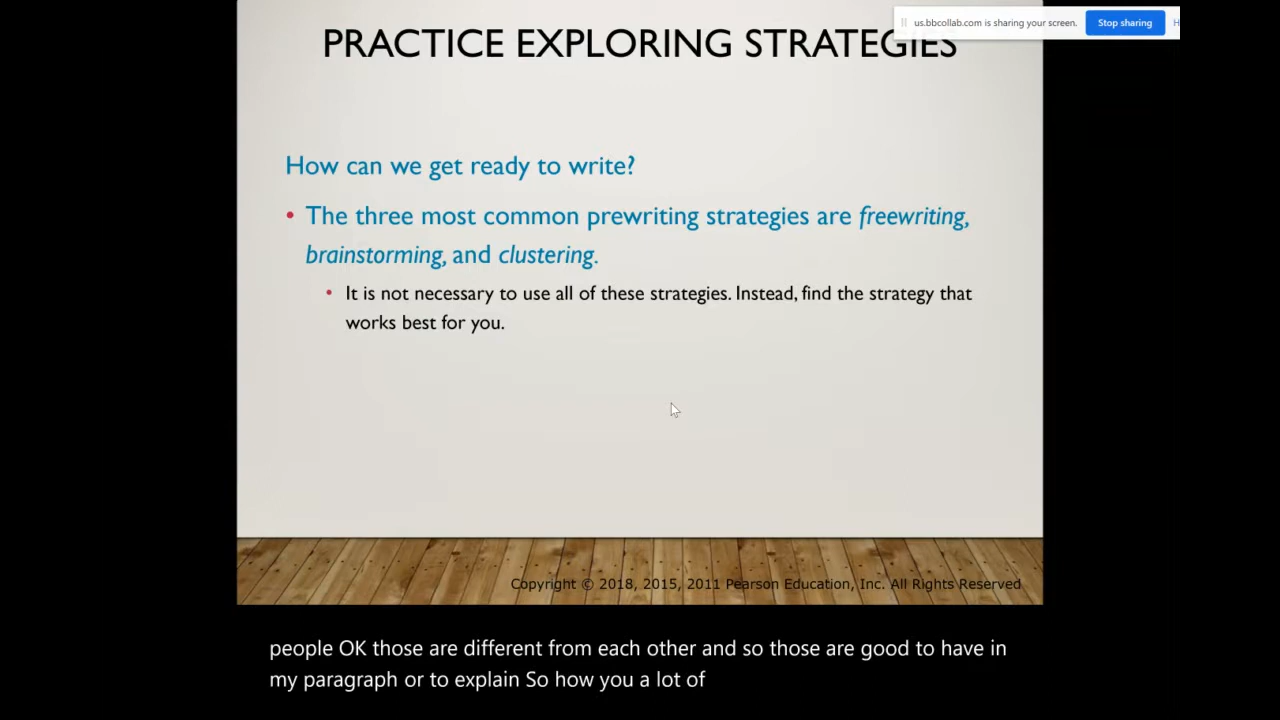 PRACTICE EXPLORING STRATEGIES
us.bbcollab.com is sharing your screen.
Stop sharing
H
How can we get ready to write?
• The three most common prewriting strategies are freewriting,
brainstorming, and clustering.
• It is not necessary to use all of these strategies. Instead, find the strategy that
works best for you.
Copyright © 2018, 2015, 2011 Pearson Education, Inc. All Rights Reserved
people OK those are different from each other and so those are good to have in
my paragraph or to explain So how you a lot of